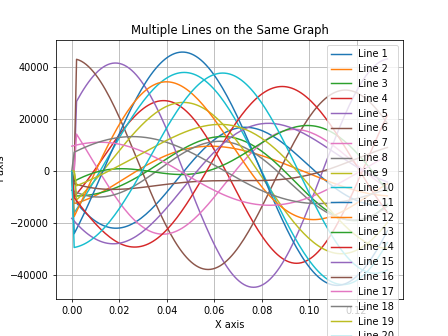 Multiple Lines on the Same Graph
40000
20000
0
−20000
−40000
axis
0.00
0.02
0.04
0.06
0.08
0.10
X axis
Line 1
Line 2
Line 3
Line 4
Line 5
Line 6
Line 7
Line 8
Line 9
Line 10
Line 11
Line 12
Line 13
Line 14
Line 15
Line 16
Line 17
Line 18
Line 19
Line 20